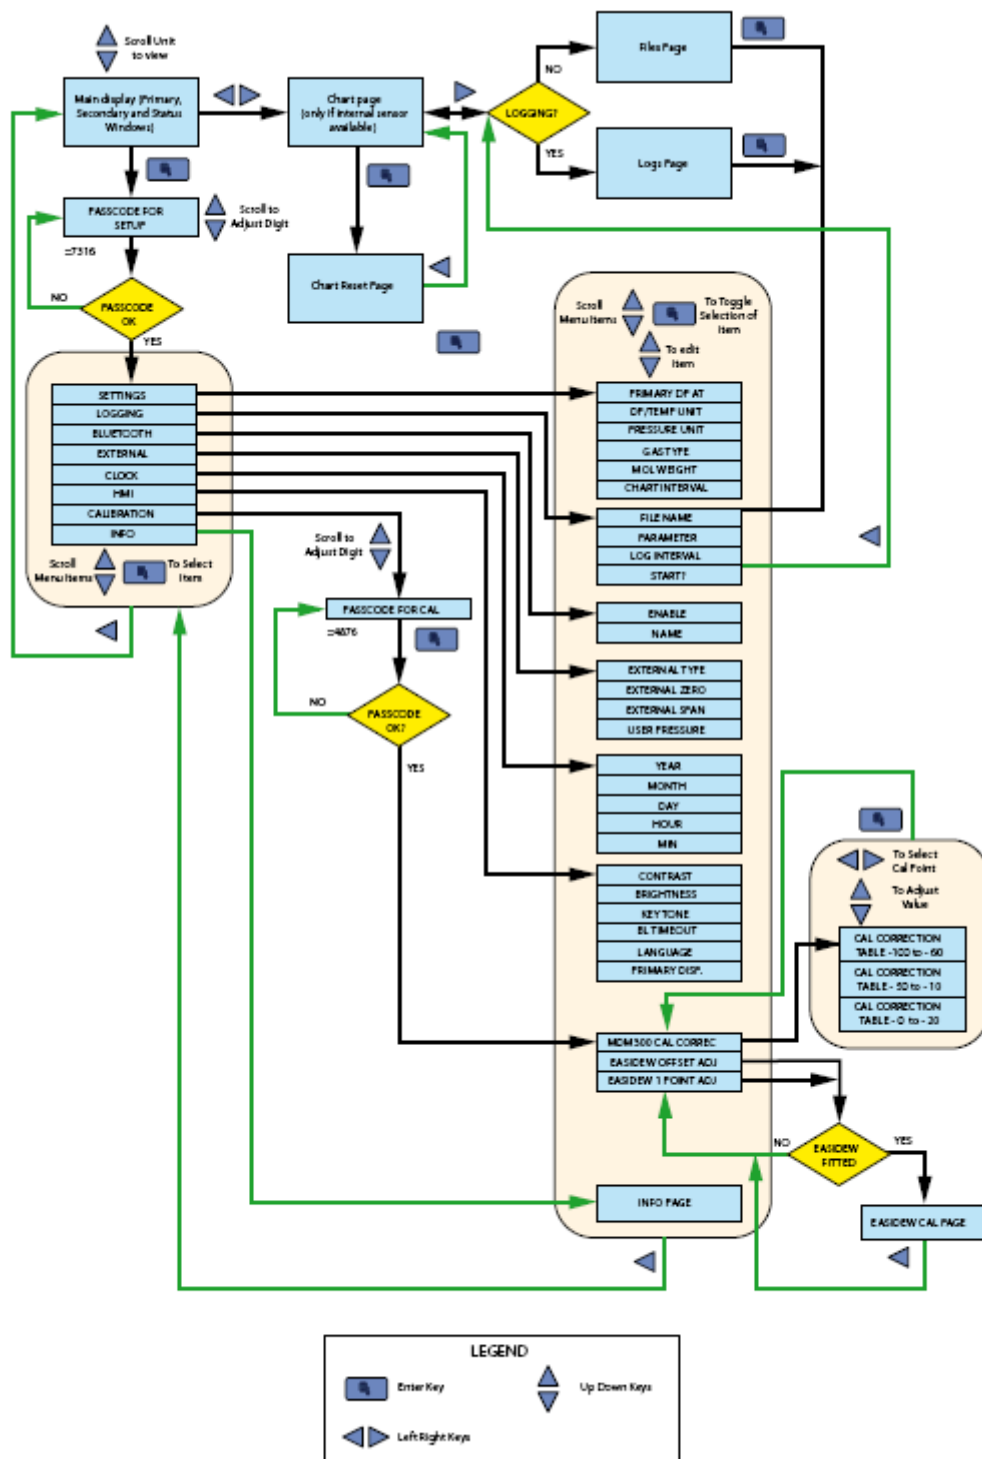 Scroll Unit
to view
Main display (Primary,
Secondary and Status
Windows)
Chart page
(only if internal sensor
available)
LOGGING?
NO
YES
Files Page
Logs Page
PASSCODE FOR
SETUP
Scroll to
Adjust Digit
=7316
NO
PASSCODE
OK
YES
Chart Reset Page
SETTINGS
LOGGING
BLUETOOTH
EXTERNAL
CLOCK
HMI
CALIBRATION
INFO
Scroll
Menu Items
To Select
Item
Scroll to
Adjust Digit
PASSCODE FOR CAL
=4876
NO
PASSCODE
OK?
YES
Scroll
Menu Items
To Toggle
Selection of
Item
To edit
Item
PRIMARY DP AT
DP/TEMP UNIT
PRESSURE UNIT
GAS TYPE
MOL WEIGHT
CHART INTERVAL
FILE NAME
PARAMETER
LOG INTERVAL
START?
ENABLE
NAME
EXTERNAL TYPE
EXTERNAL ZERO
EXTERNAL SPAN
USER PRESSURE
YEAR
MONTH
DAY
HOUR
MIN
CONTRAST
BRIGHTNESS
KEY TONE
BL TIMEOUT
LANGUAGE
PRIMARY DISP.
MDM300 CAL CORREC
EASIDEW OFFSET ADJ
EASIDEW 1 POINT ADJ
INFO PAGE
To Select
Cal Point
To Adjust
Value
CAL CORRECTION
TABLE -100 to - 60
CAL CORRECTION
TABLE - 50 to - 10
CAL CORRECTION
TABLE - 0 to - 20
NO
EASIDEW
FITTED
YES
EASIDEW CAL PAGE
LEGEND
Enter Key
Up Down Keys
Left Right Keys